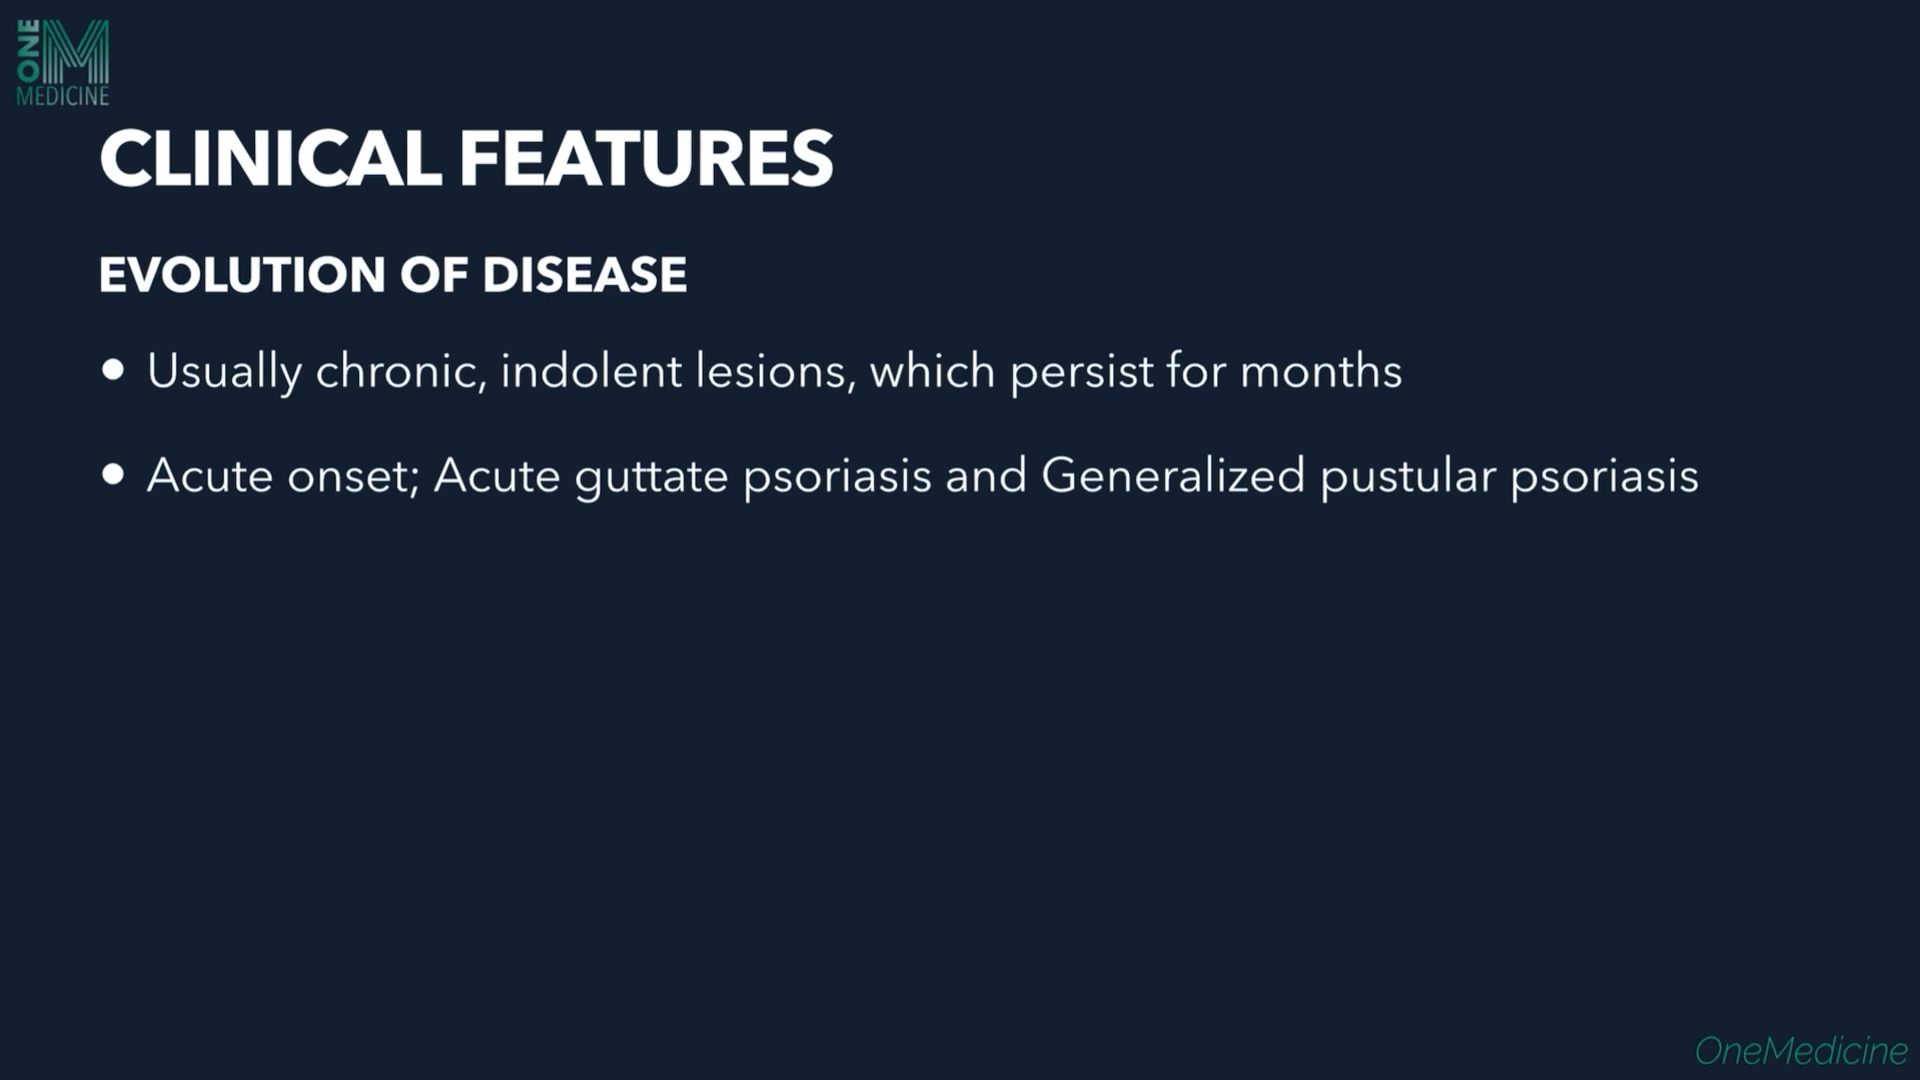 ONE
M
MEDICINE
CLINICAL FEATURES
EVOLUTION OF DISEASE
• Usually chronic, indolent lesions, which persist for months
• Acute onset; Acute guttate psoriasis and Generalized pustular psoriasis
OneMedicine